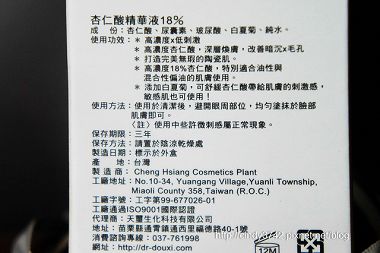 杏仁酸精華液18%
成　份：杏仁酸、尿囊素、玻尿酸、白夏菊、純水。
使用功效：* 高濃度x低刺激
* 高濃度杏仁酸，深層煥膚，改善暗沉x毛孔
* 打造完美無瑕的陶瓷肌。
* 高濃度18%杏仁酸，特別適合油性與
混合性偏油的肌膚使用。
* 添加白夏菊，可舒緩杏仁酸帶給肌膚的刺激感，
敏感肌也可使用！
使用方法：使用於清潔後，避開眼周部位，均勻塗抹於臉部
肌膚即可。
〈註〉使用中些許微刺感屬正常現象。
保存期限：三年
保存方法：請置於陰涼乾燥處
製造日期：標示於外盒
產　地：台灣
製造商：Cheng Hsiang Cosmetics Plant
工廠地址：No.10-34, Yuangang Village,Yuanli Township,
Miaoli County 358,Taiwan (R.O.C.)
工廠登記證：工字第99-677026-01
工廠通過ISO9001國際認證
代理商：天璽生化科技有限公司
地　址：苗栗縣通霄鎮通西里福德路40-1號
消費諮詢專線：037-761998
網　址：http://dr-douxi.com
12M